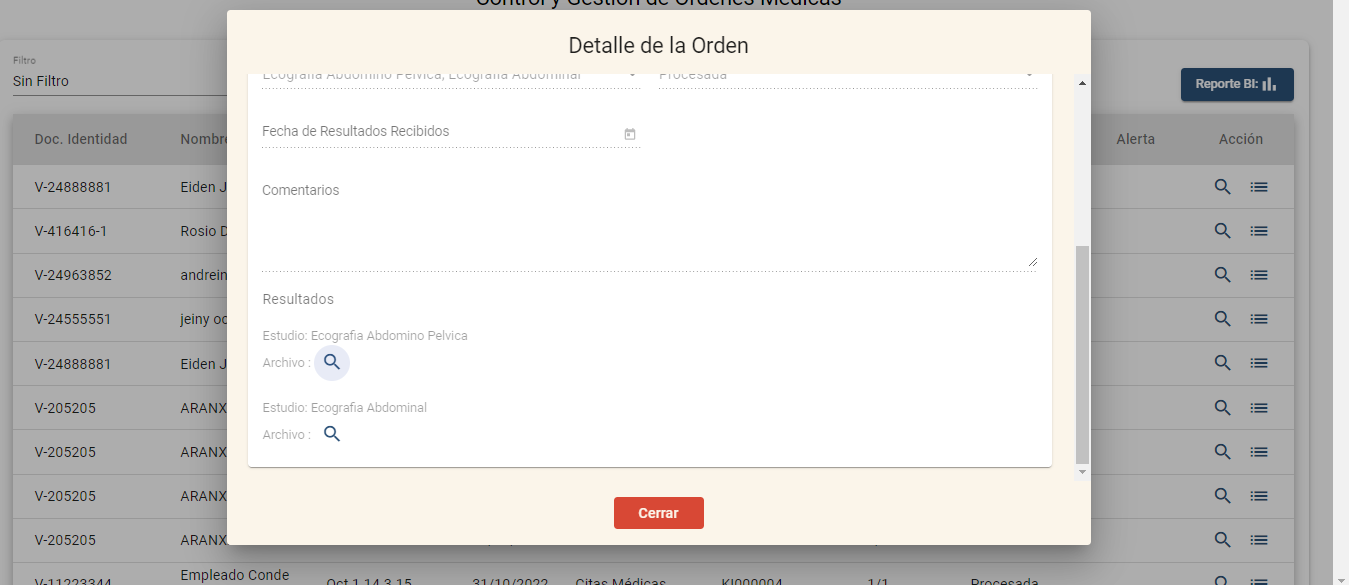 Control y Gestión de Ordenes Médicas
Detalle de la Orden
Filtro
Sin Filtro
Reporte BI:
Ecografia Abdomino Pelvica, Ecografia Abdominal
Procesada
Fecha de Resultados Recibidos
Comentarios
Resultados
Estudio: Ecografia Abdomino Pelvica
Archivo :
Estudio: Ecografia Abdominal
Archivo :
Cerrar
Doc. Identidad Nombre Alerta Acción
V-24888881 Eiden J
V-416416-1 Rosio D
V-24963852 andrein
V-24555551 jeiny oc
V-24888881 Eiden J
V-205205 ARANX
V-205205 ARANX
V-205205 ARANX
V-205205 ARANX
V-11223344 Empleado Conde Oct 1 14 3 15 31/10/2022 Citas Médicas KI000004 1/1 Procesada